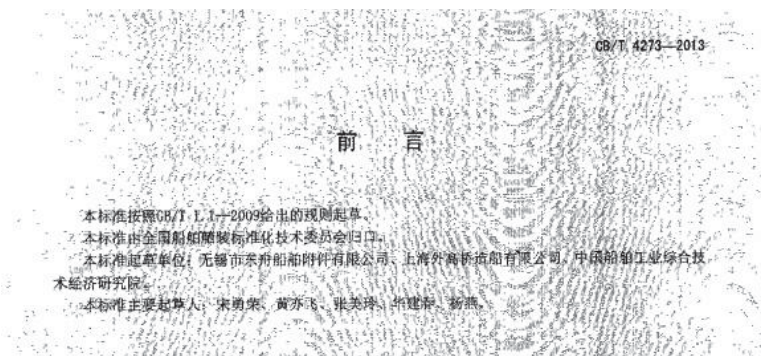 CB/T 4273—2013
前 言
本标准按照GB/T 1.1—2009给出的规则起草。
本标准由全国船舶舾装标准化技术委员会归口。
本标准起草单位：无锡市东舟船舶附件有限公司、上海外高桥造船有限公司、中国船舶工业综合技
术经济研究院。
本标准主要起草人：宋勇荣、黄亦飞、张美玲、华建春、杨燕。